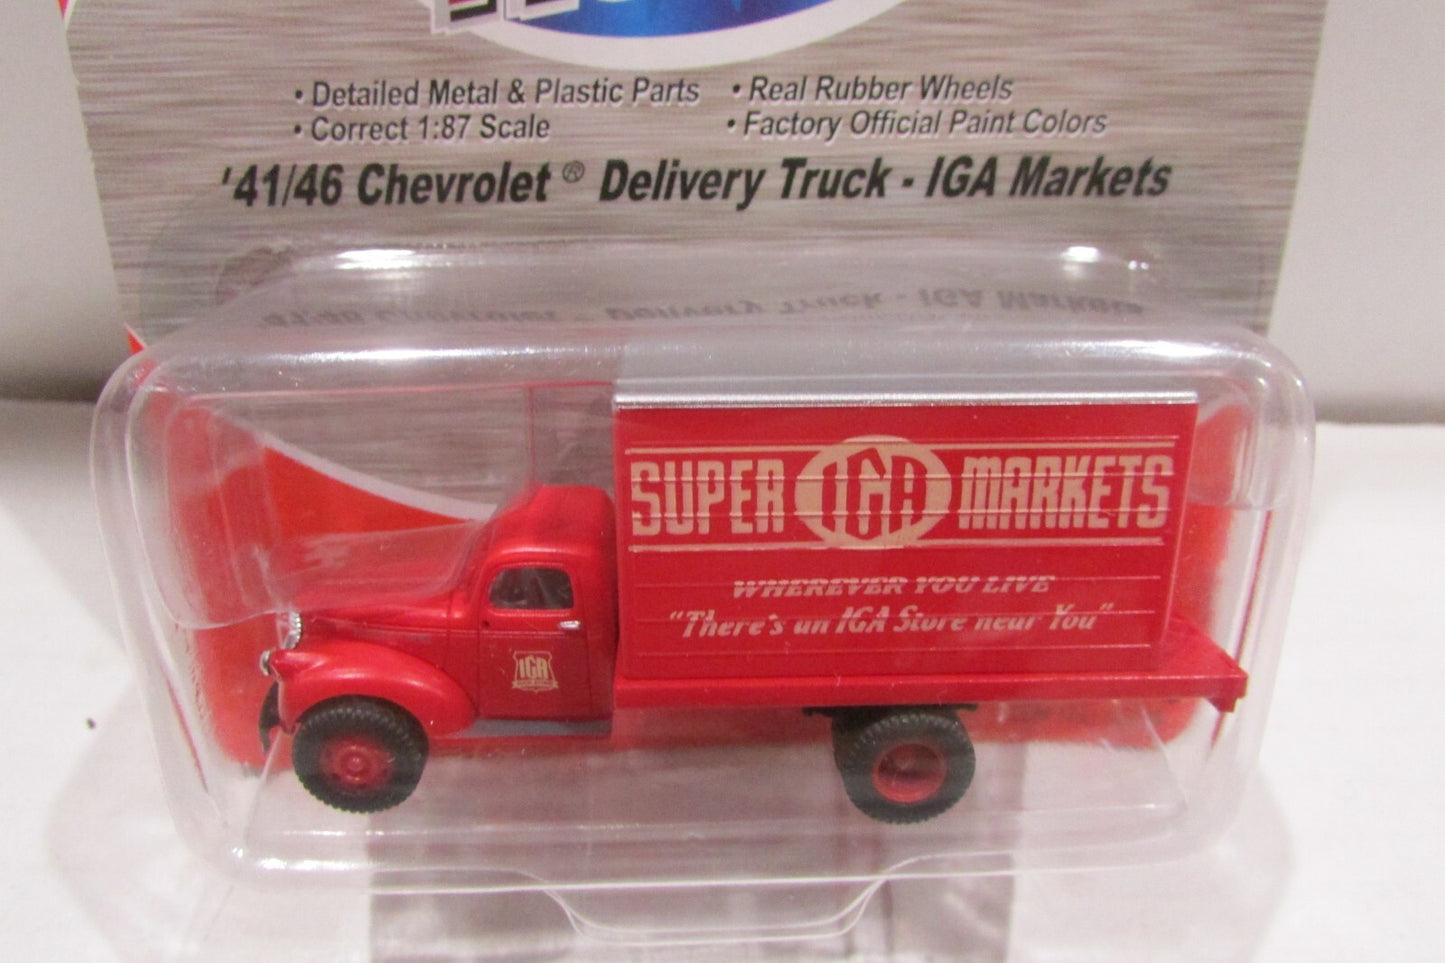 • Detailed Metal & Plastic Parts • Real Rubber Wheels
• Correct 1:87 Scale • Factory Official Paint Colors
'41/46 Chevrolet® Delivery Truck - IGA Markets
SUPER IGA MARKETS
WHEREVER YOU LIVE
"There's an IGA Store near You"
IGA